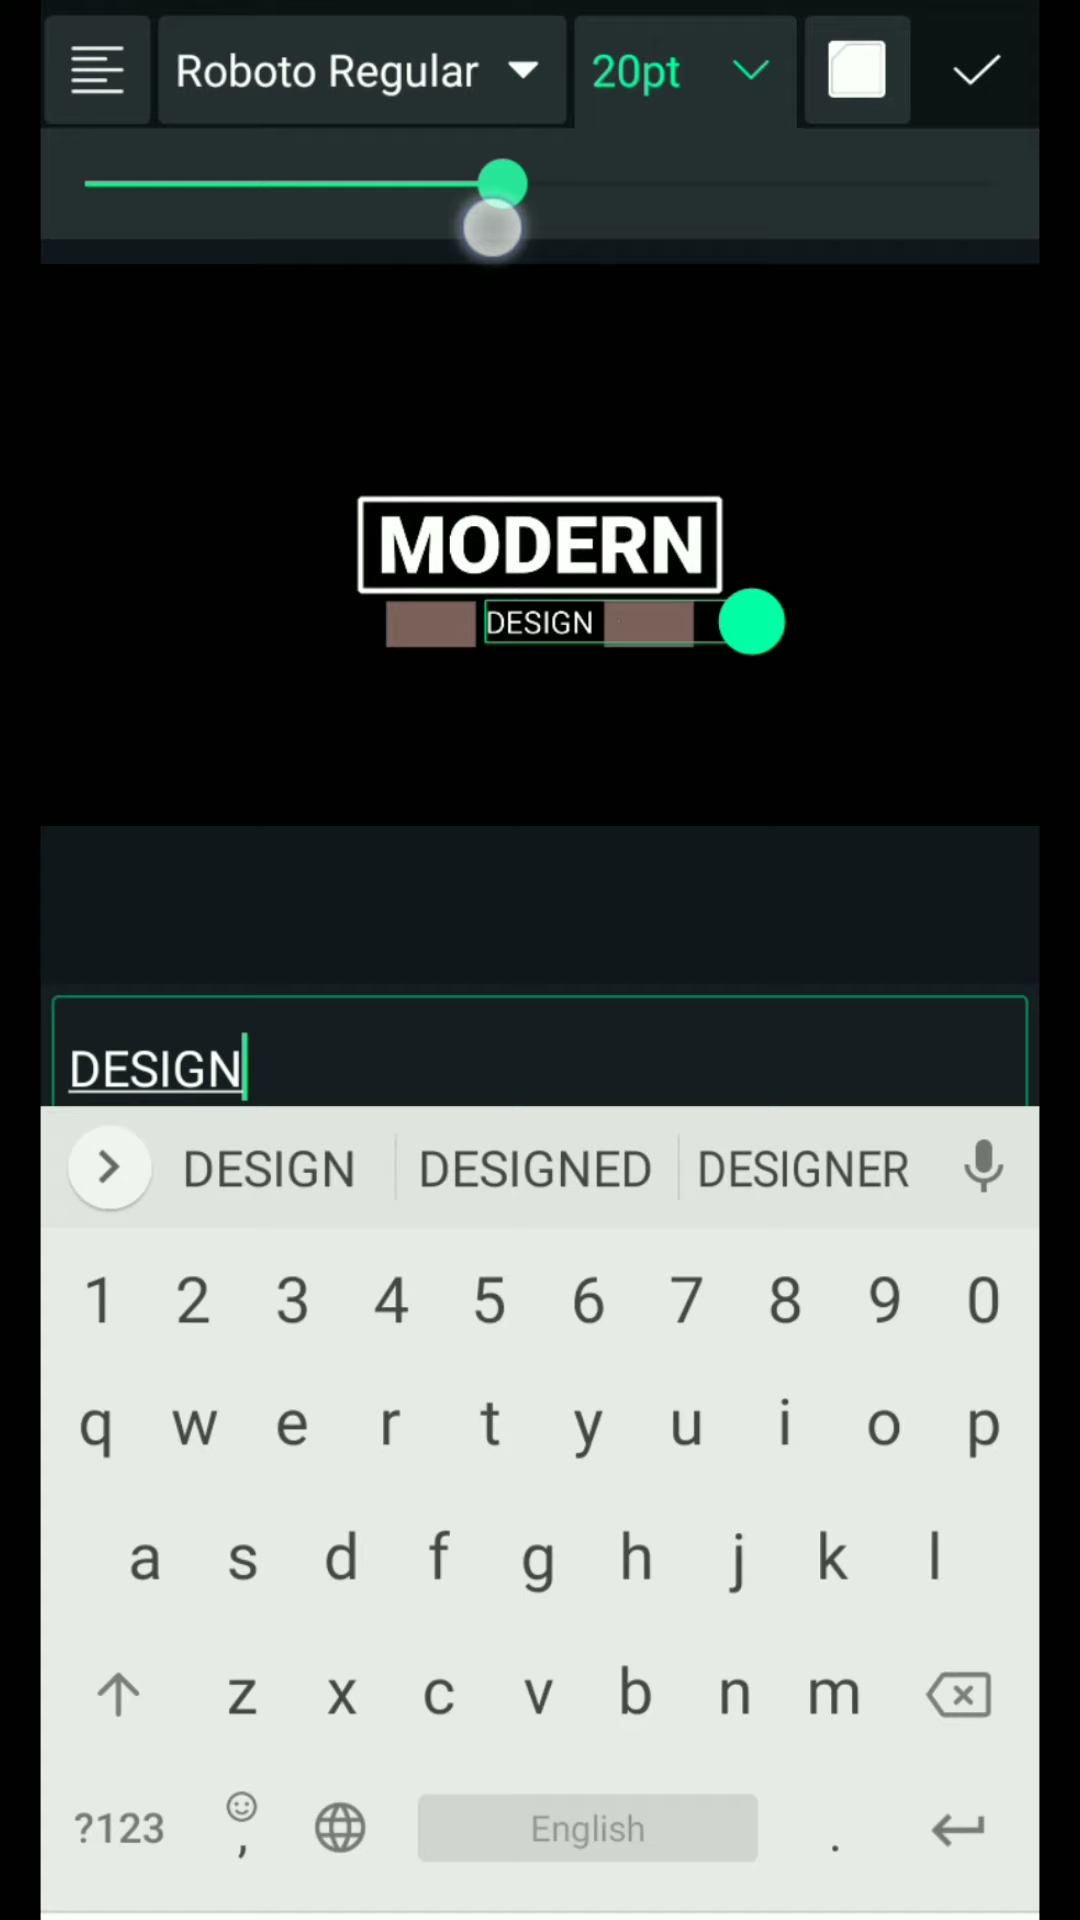 Roboto Regular 20pt
MODERN
DESIGN
DESIGN
DESIGN DESIGNED DESIGNER
1 2 3 4 5 6 7 8 9 0
q w e r t y u i o p
a s d f g h j k l
z x c v b n m
?123 , English .